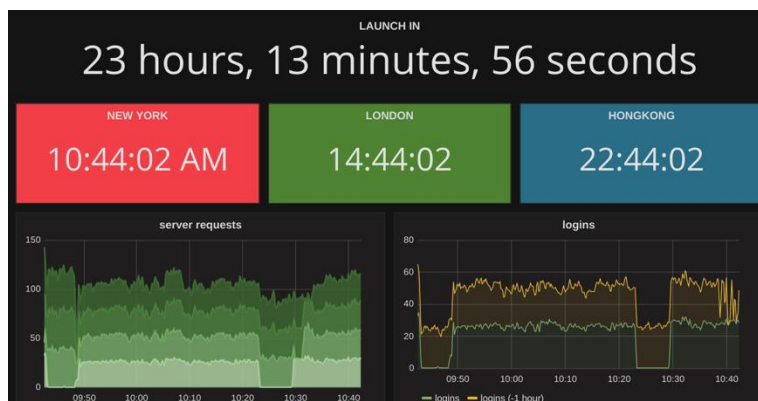 LAUNCH IN
23 hours, 13 minutes, 56 seconds
NEW YORK
10:44:02 AM
LONDON
14:44:02
HONGKONG
22:44:02
server requests
150
100
50
0
09:50 10:00 10:10 10:20 10:30 10:40
logins
80
60
40
20
0
09:50 10:00 10:10 10:20 10:30 10:40
logins logins (-1 hour)